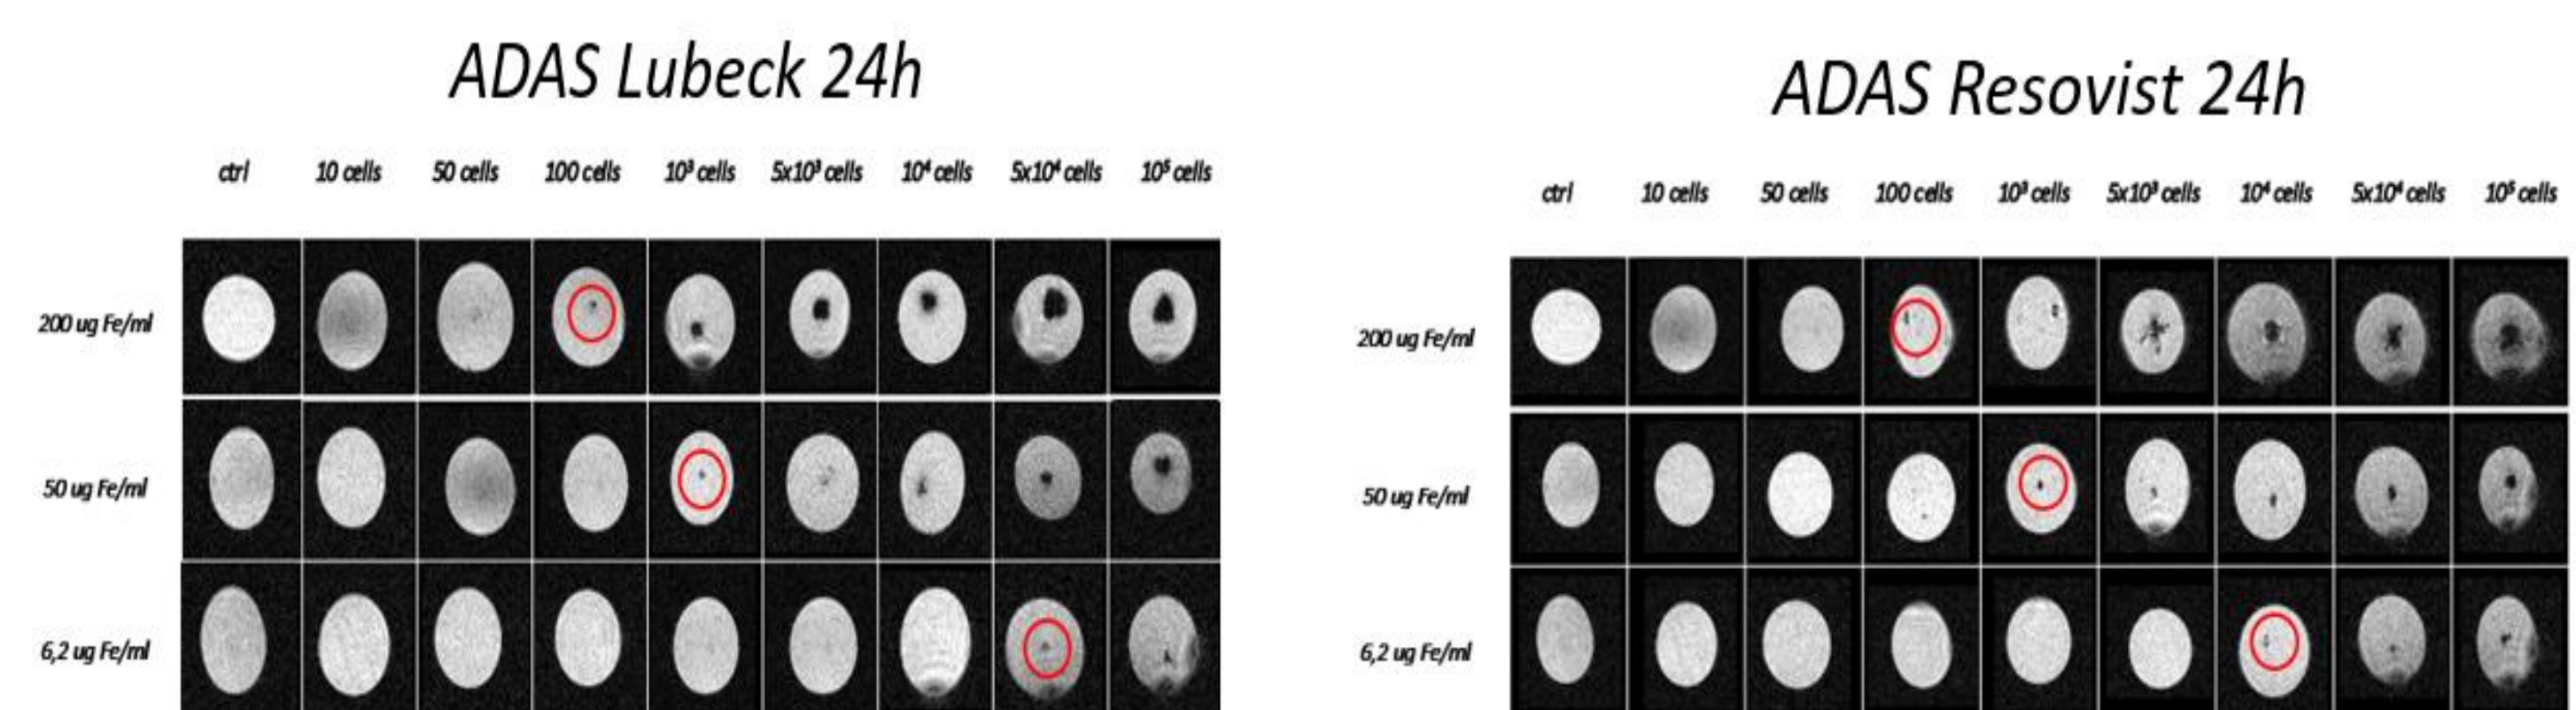 ADAS Lubeck 24h
ctrl 10 cells 50 cells 100 cells 10³ cells 5x10³ cells 10⁴ cells 5x10⁴ cells 10⁵ cells
200 ug Fe/ml
50 ug Fe/ml
6,2 ug Fe/ml
ADAS Resovist 24h
ctrl 10 cells 50 cells 100 cells 10³ cells 5x10³ cells 10⁴ cells 5x10⁴ cells 10⁵ cells
200 ug Fe/ml
50 ug Fe/ml
6,2 ug Fe/ml